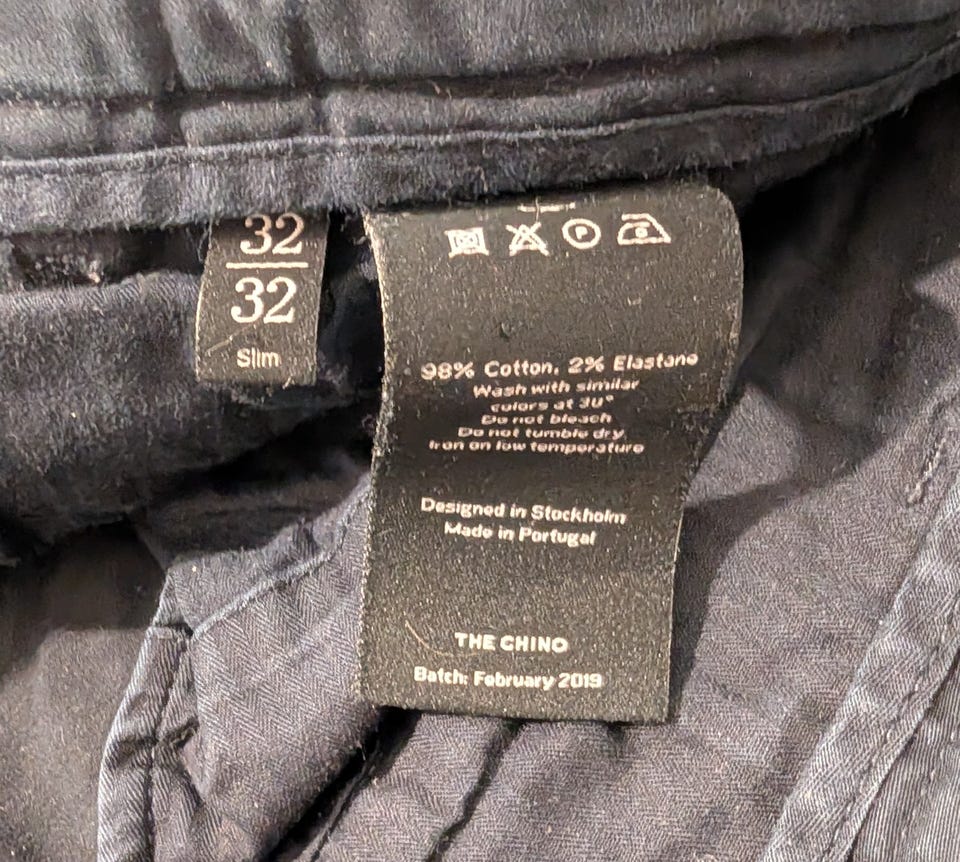 32
32
Slim
P
98% Cotton, 2% Elastane
Wash with similar
colors at 30°
Do not bleach
Do not tumble dry
Iron on low temperature
Designed in Stockholm
Made in Portugal
THE CHINO
Batch: February 2019